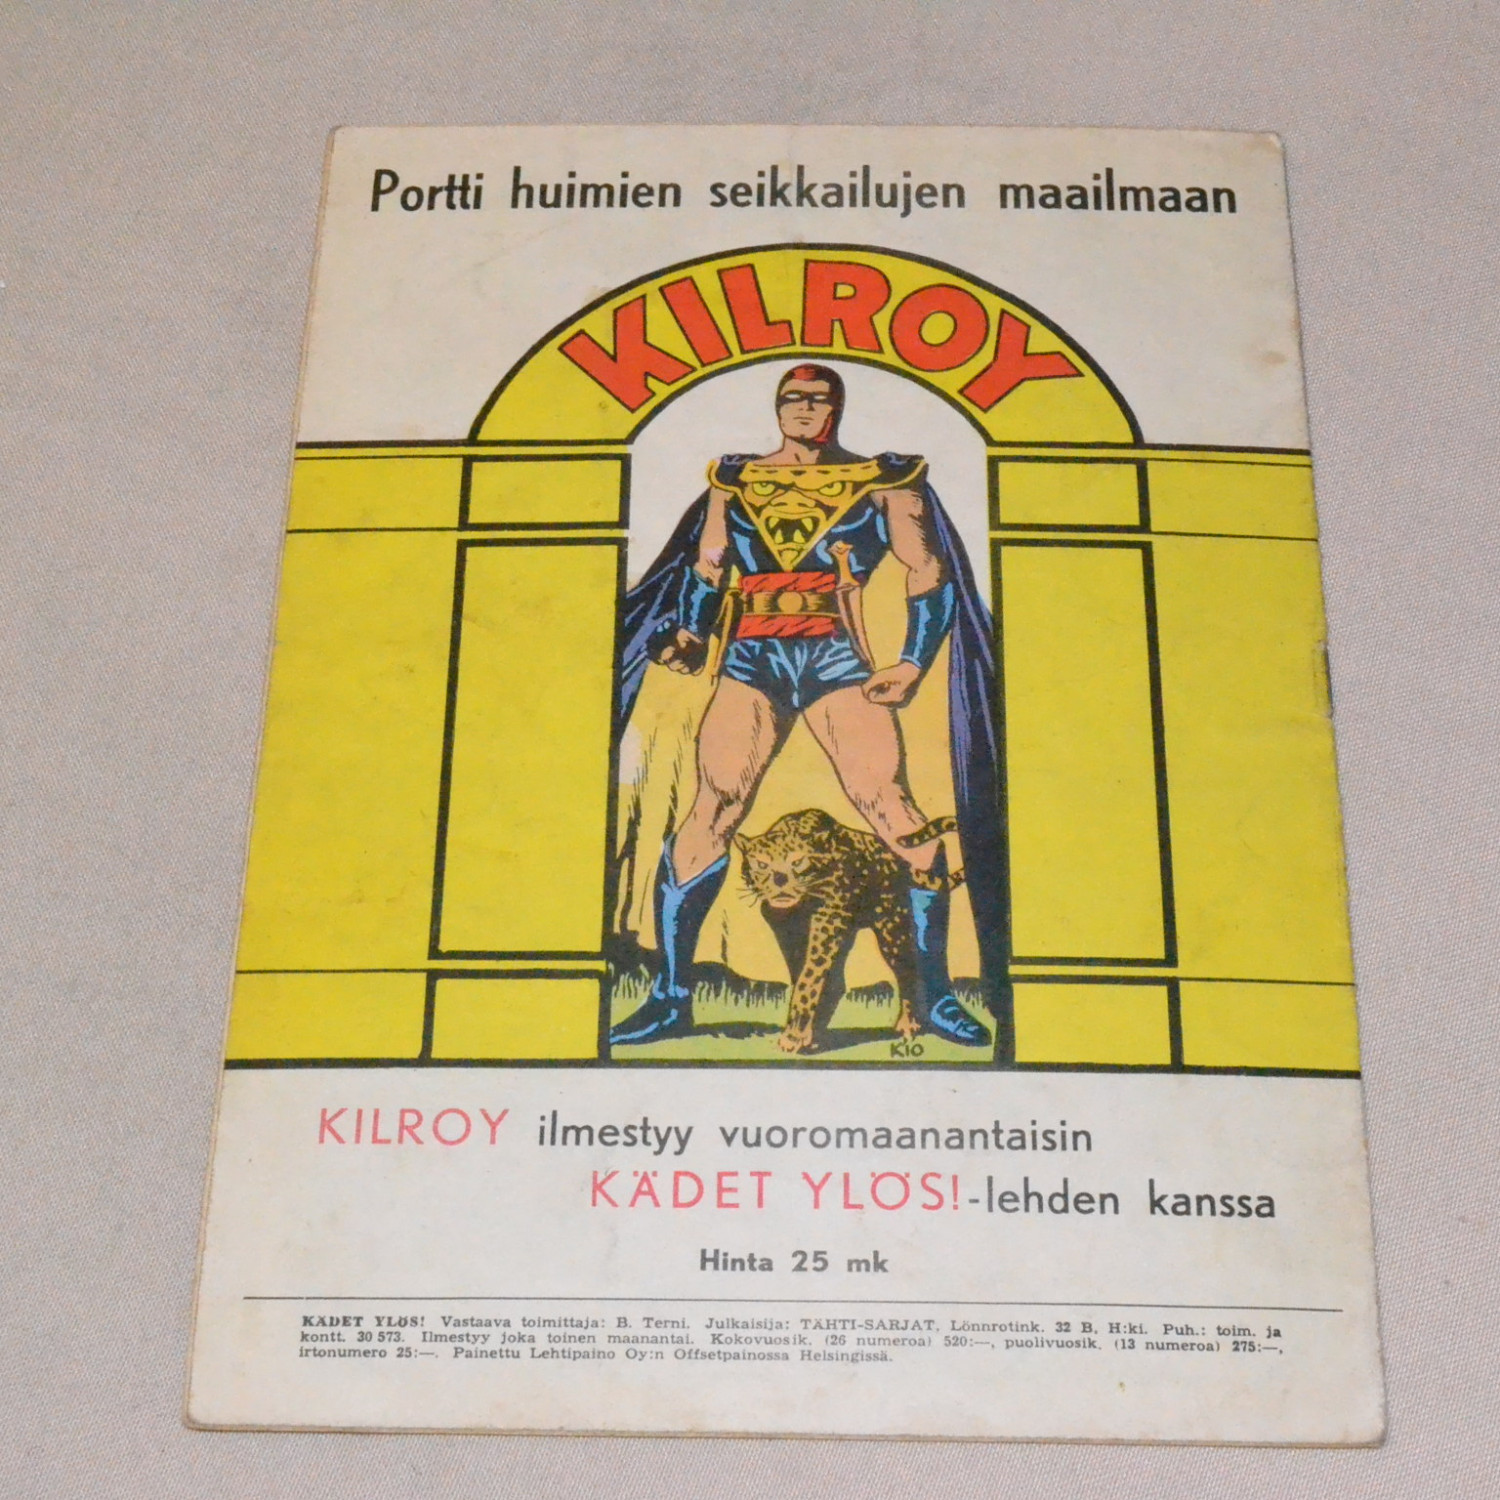 Portti huimien seikkailujen maailmaan
KILROY
KIO
KILROY ilmestyy vuoromaanantaisin
KÄDET YLÖS!-lehden kanssa
Hinta 25 mk
KÄDET YLÖS! Vastaava toimittaja: B. Terni. Julkaisija: TÄHTI-SARJAT, Lönnrotink. 32 B, H:ki. Puh.: toim. ja
kontt. 30 573. Ilmestyy joka toinen maanantai. Kokovuosik. (26 numeroa) 520:—, puolivuosik. (13 numeroa) 275:—,
irtonumero 25:—. Painettu Lehtipaino Oy:n Offsetpainossa Helsingissä.